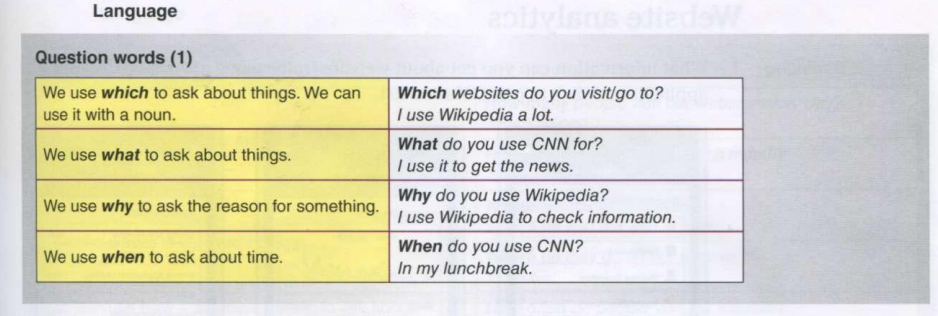 Language
Question words (1)
We use which to ask about things. We can
use it with a noun.
Which websites do you visit/go to?
I use Wikipedia a lot.
We use what to ask about things.
What do you use CNN for?
I use it to get the news.
We use why to ask the reason for something.
Why do you use Wikipedia?
I use Wikipedia to check information.
We use when to ask about time.
When do you use CNN?
In my lunchbreak.